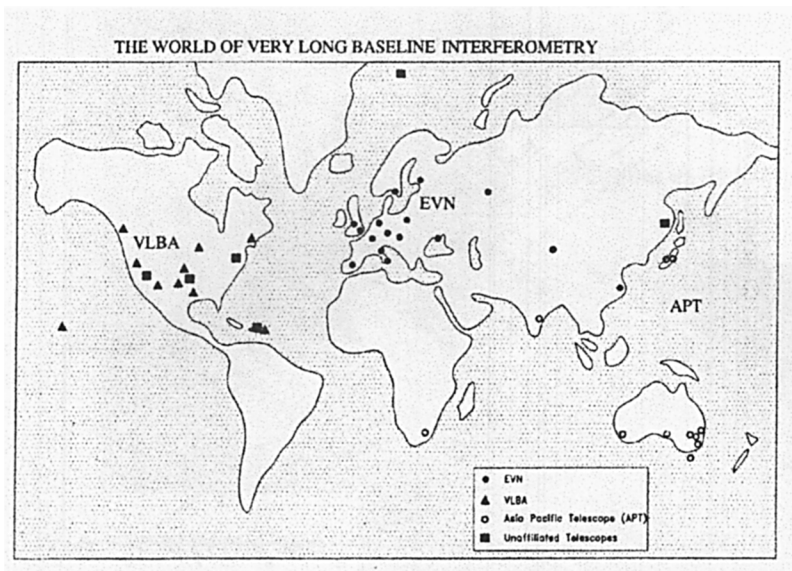 THE WORLD OF VERY LONG BASELINE INTERFEROMETRY
EVN
VLBA
APT
EVN
VLBA
Asia Pacific Telescope (APT)
Unaffiliated Telescopes